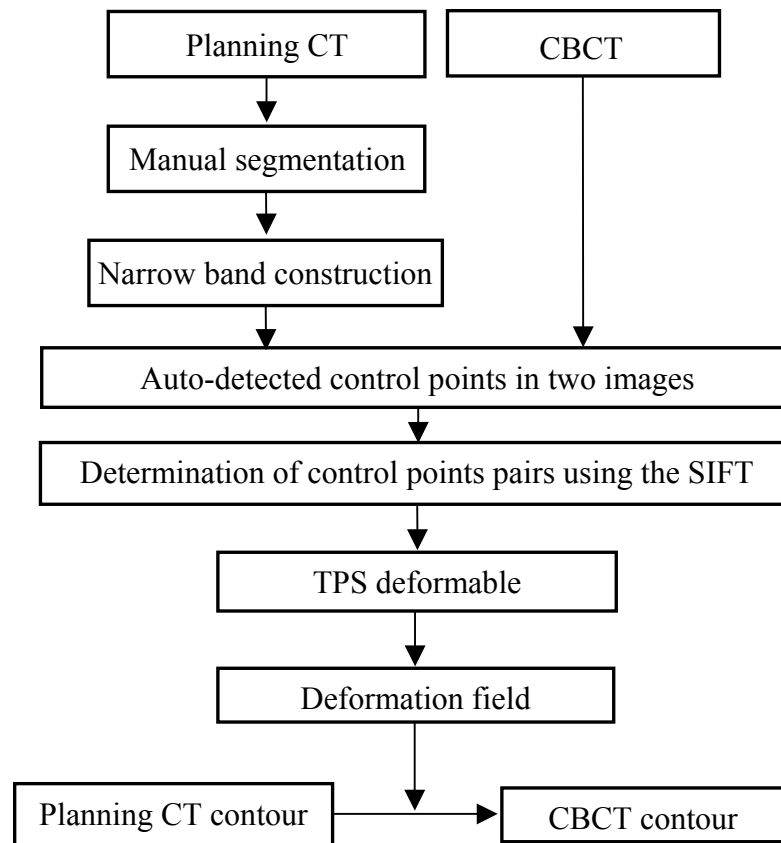 Planning CT
CBCT
Manual segmentation
Narrow band construction
Auto-detected control points in two images
Determination of control points pairs using the SIFT
TPS deformable
Deformation field
Planning CT contour
CBCT contour